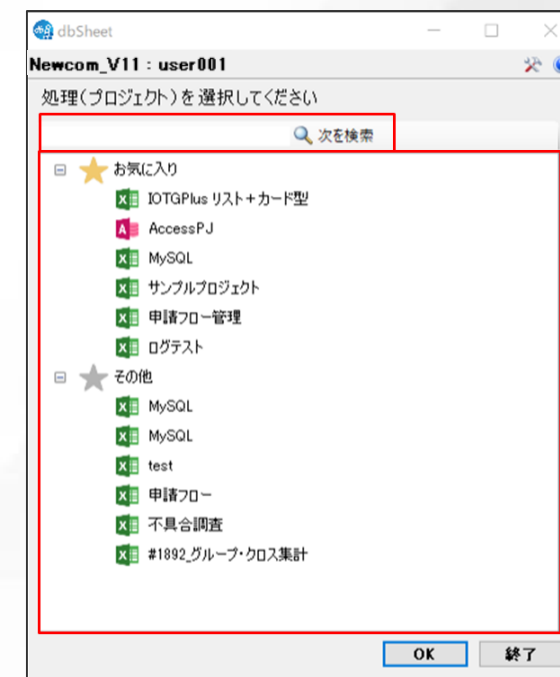 dbSheet
Newcom_V11 : user001
処理(プロジェクト)を選択してください
次を検索
お気に入り
IOTGPlus リスト+カード型
AccessPJ
MySQL
サンプルプロジェクト
申請フロー管理
ログテスト
その他
MySQL
MySQL
test
申請フロー
不具合調査
#1892_グループ・クロス集計
OK 終了